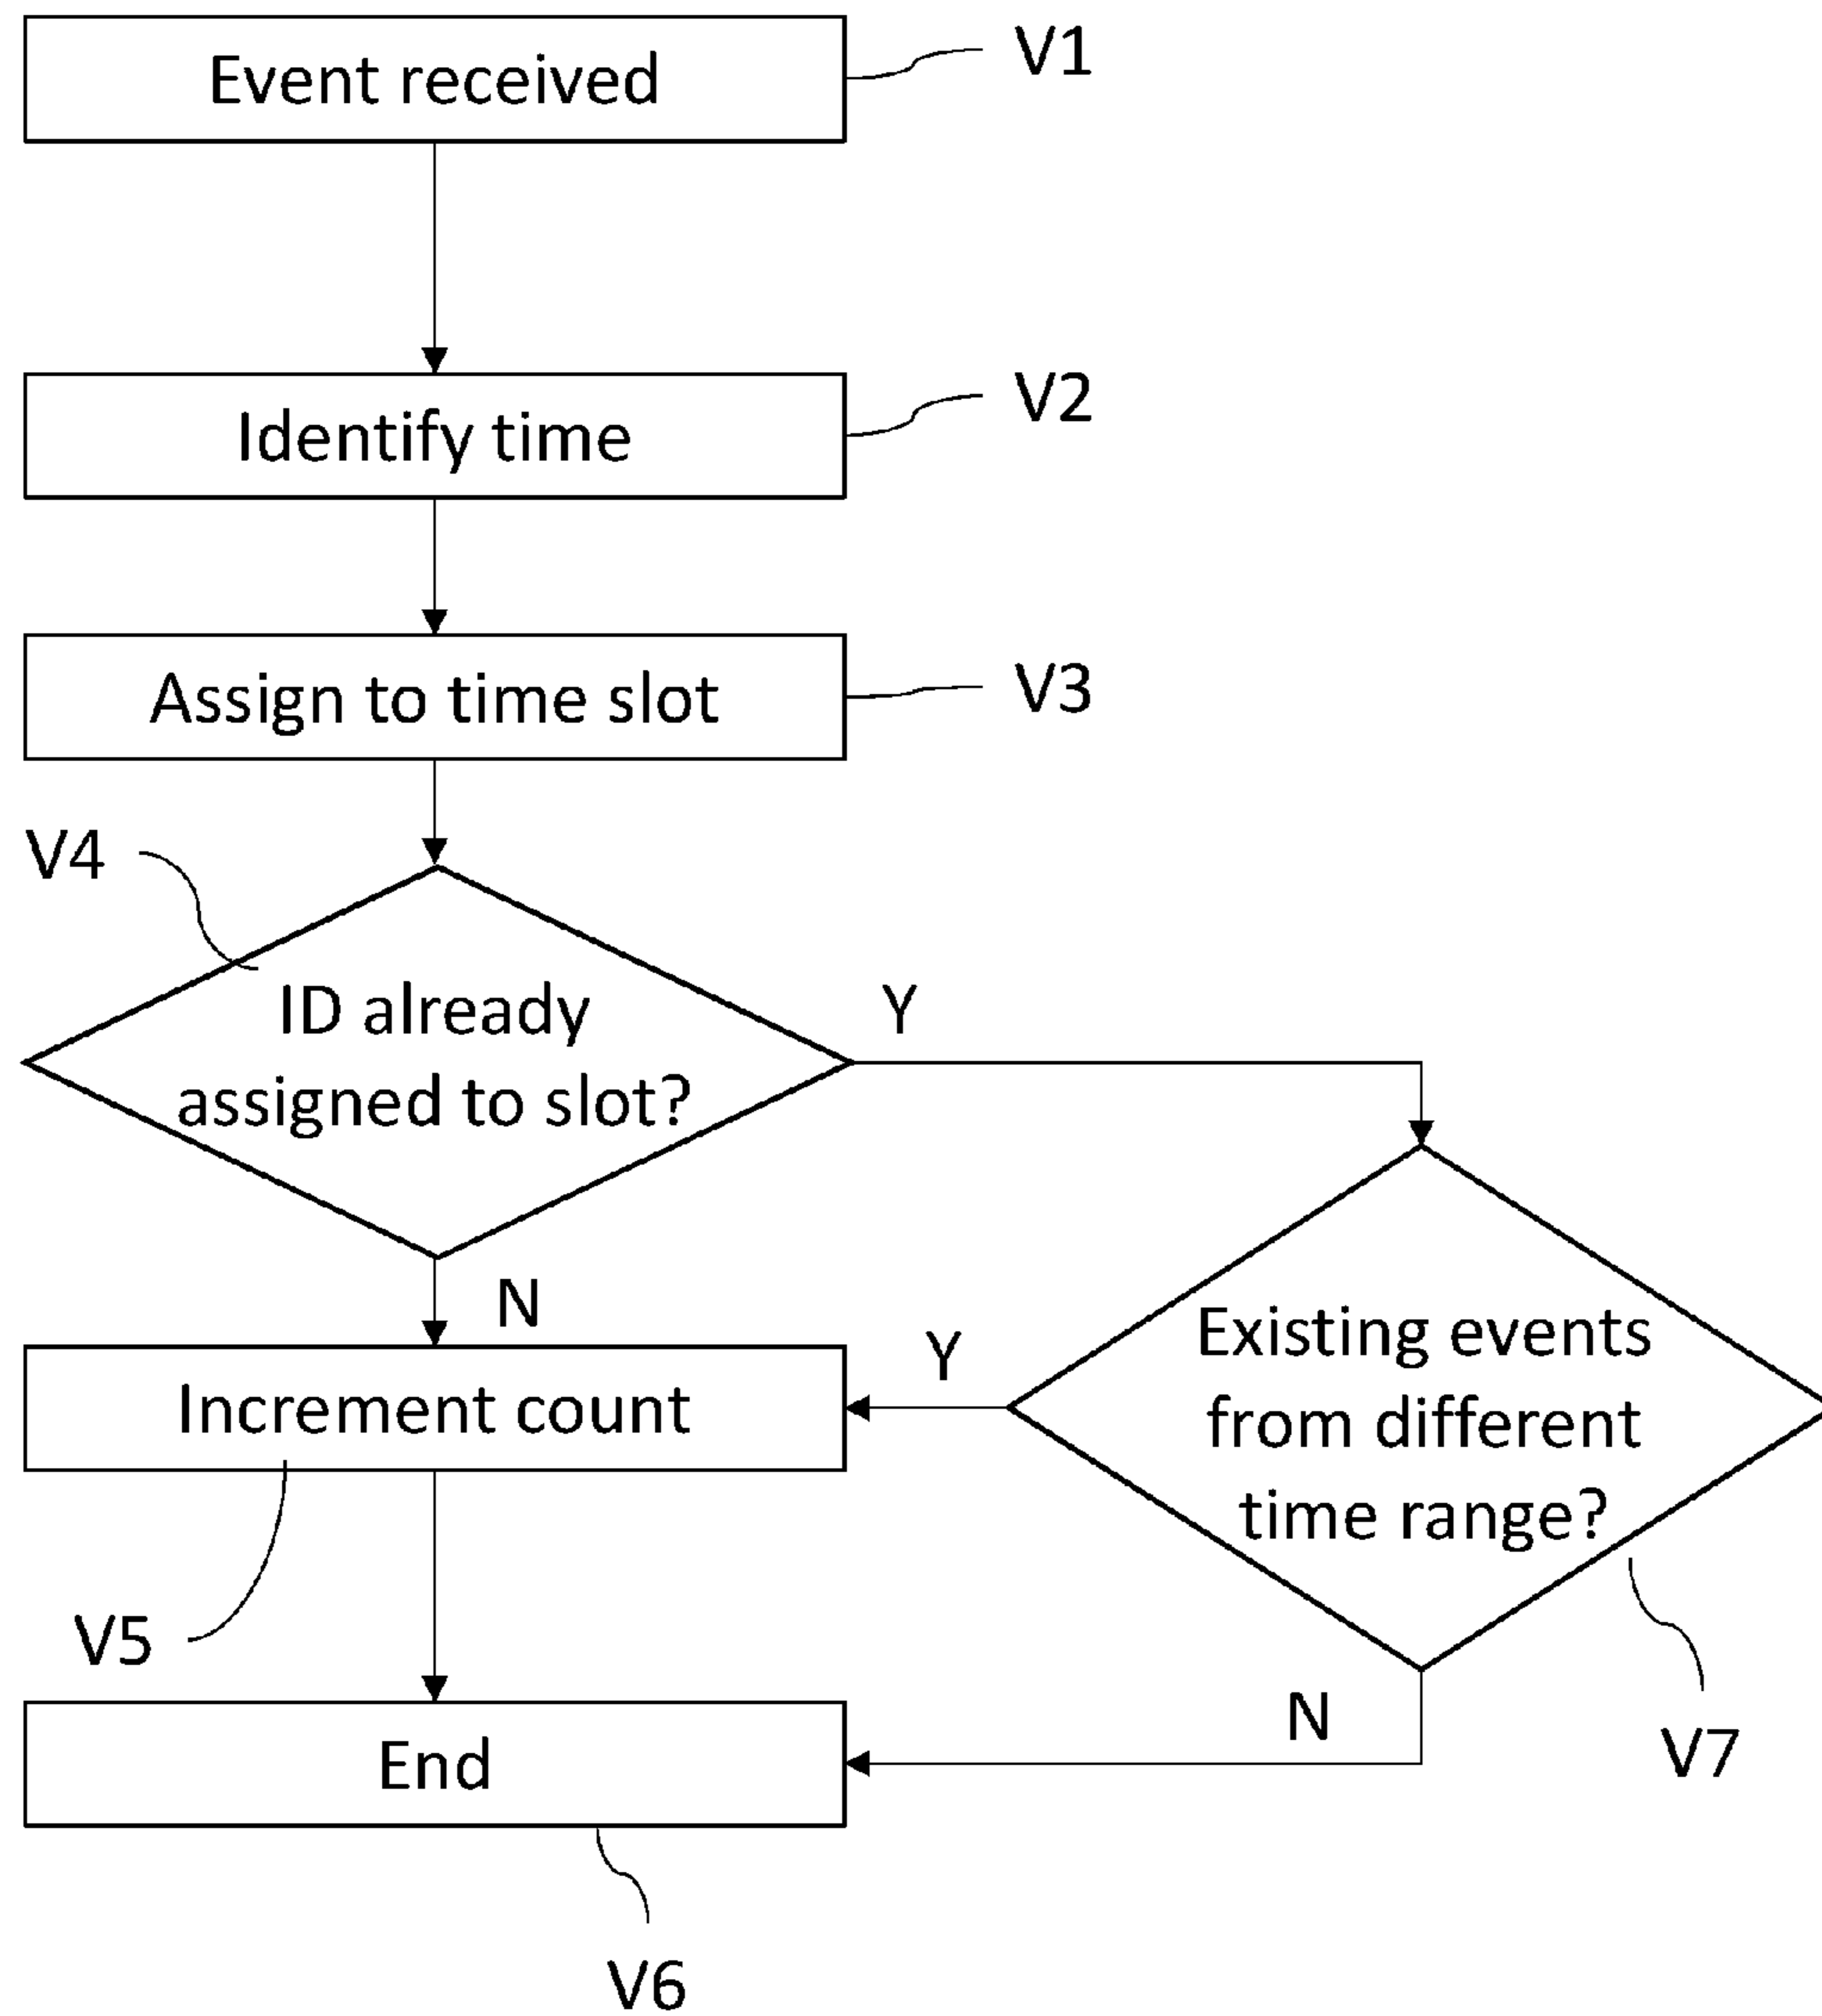 Event received
V1
Identify time
V2
Assign to time slot
V3
V4
ID already
assigned to slot?
Y
N
Existing events
from different
time range?
Y
Increment count
V5
N
End
V7
V6